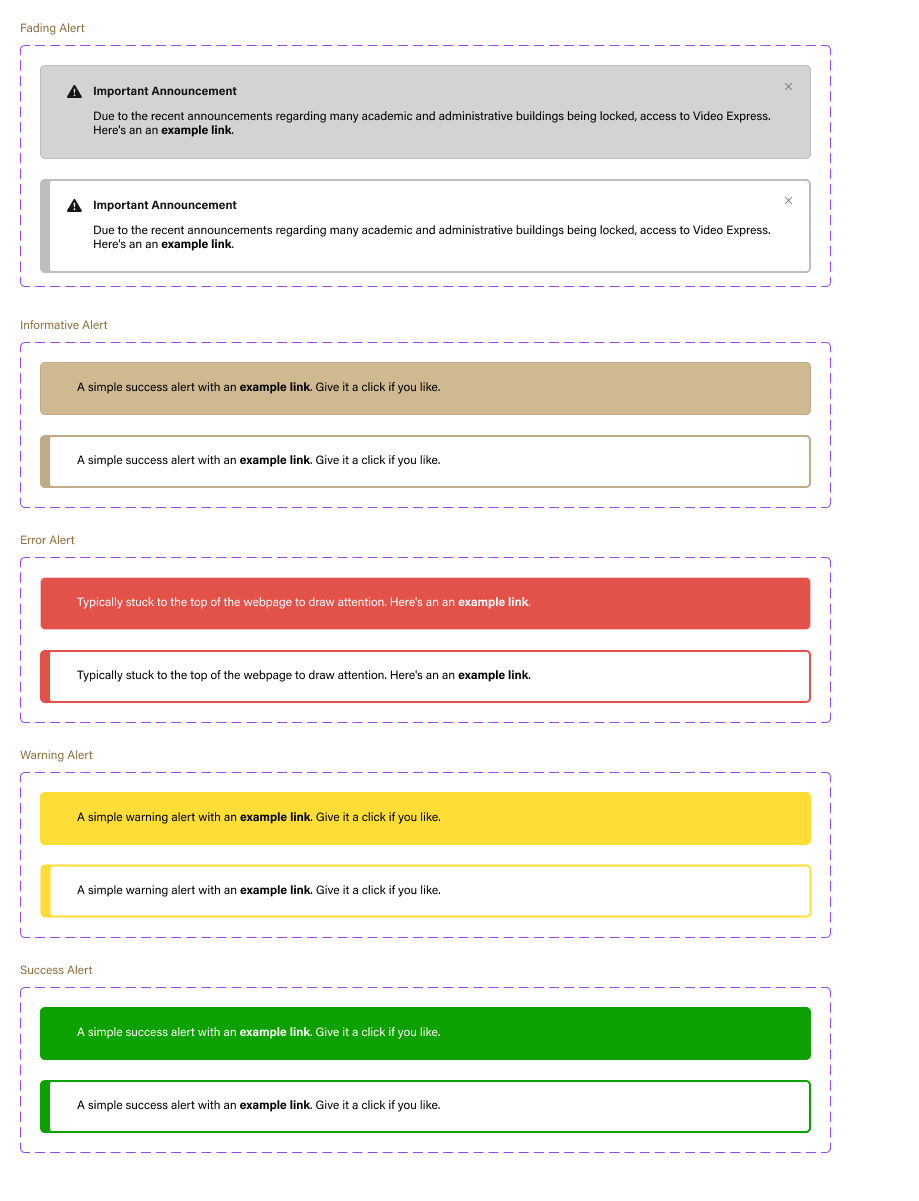 Fading Alert
Important Announcement
Due to the recent announcements regarding many academic and administrative buildings being locked, access to Video Express.
Here's an an example link.
Important Announcement
Due to the recent announcements regarding many academic and administrative buildings being locked, access to Video Express.
Here's an an example link.
Informative Alert
A simple success alert with an example link. Give it a click if you like.
A simple success alert with an example link. Give it a click if you like.
Error Alert
Typically stuck to the top of the webpage to draw attention. Here's an an example link.
Typically stuck to the top of the webpage to draw attention. Here's an an example link.
Warning Alert
A simple warning alert with an example link. Give it a click if you like.
A simple warning alert with an example link. Give it a click if you like.
Success Alert
A simple success alert with an example link. Give it a click if you like.
A simple success alert with an example link. Give it a click if you like.